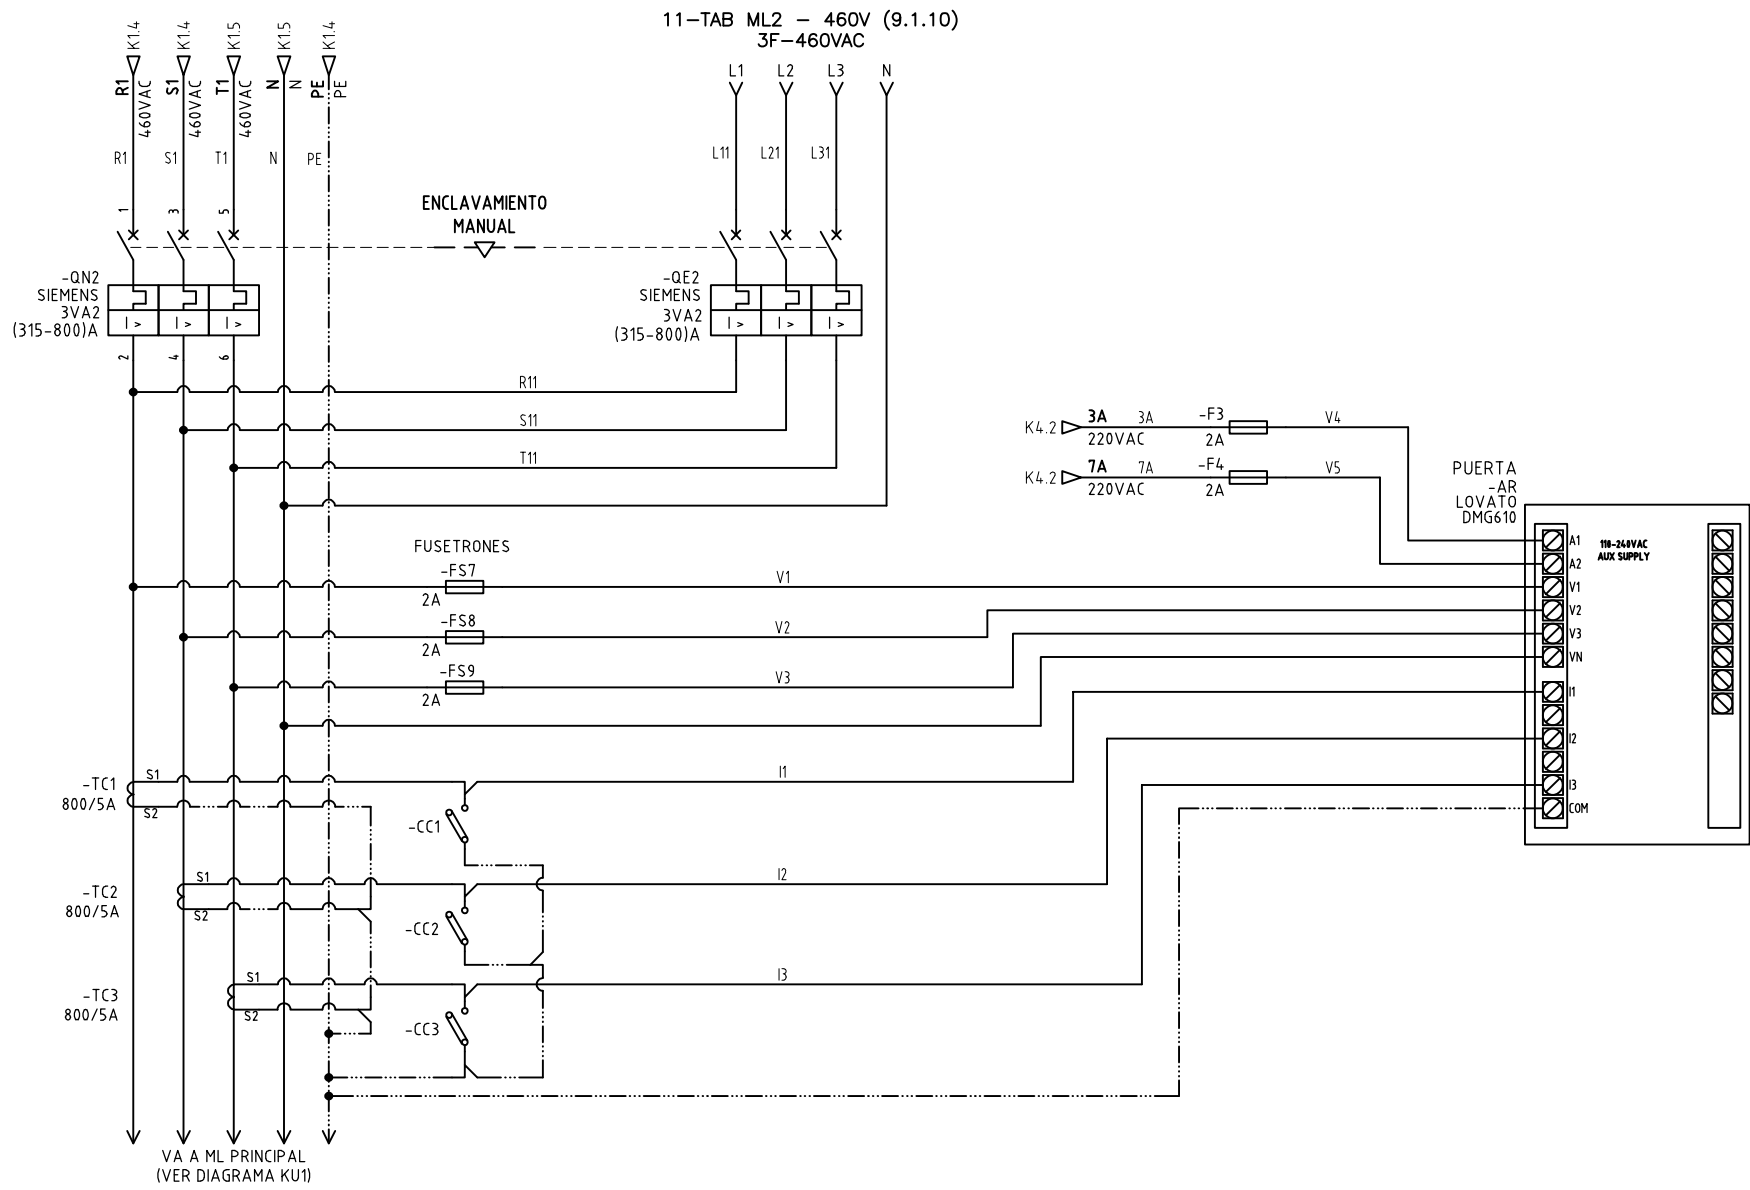 11-TAB ML2 - 460V (9.1.10)
3F-460VAC
K1.4
K1.4
K1.5
K1.5
K1.4
R1
460VAC
S1
460VAC
T1
460VAC
N
N
PE
PE
L1
L2
L3
N
R1
S1
T1
N
PE
L11
L21
L31
1
3
5
ENCLAVAMIENTO
MANUAL
-QN2
SIEMENS
3VA2
(315-800)A
I >
I >
I >
-QE2
SIEMENS
3VA2
(315-800)A
I >
I >
I >
2
4
6
R11
S11
T11
K4.2
3A
3A
220VAC
-F3
2A
V4
K4.2
7A
7A
220VAC
-F4
2A
V5
PUERTA
-AR
LOVATO
DMG610
110-240VAC
AUX SUPPLY
A1
A2
V1
V2
V3
VN
I1
I2
I3
COM
FUSETRONES
-FS7
2A
V1
-FS8
2A
V2
-FS9
2A
V3
-TC1
800/5A
S1
S2
-CC1
I1
-TC2
800/5A
S1
S2
-CC2
I2
-TC3
800/5A
S1
S2
-CC3
I3
VA A ML PRINCIPAL
(VER DIAGRAMA KU1)